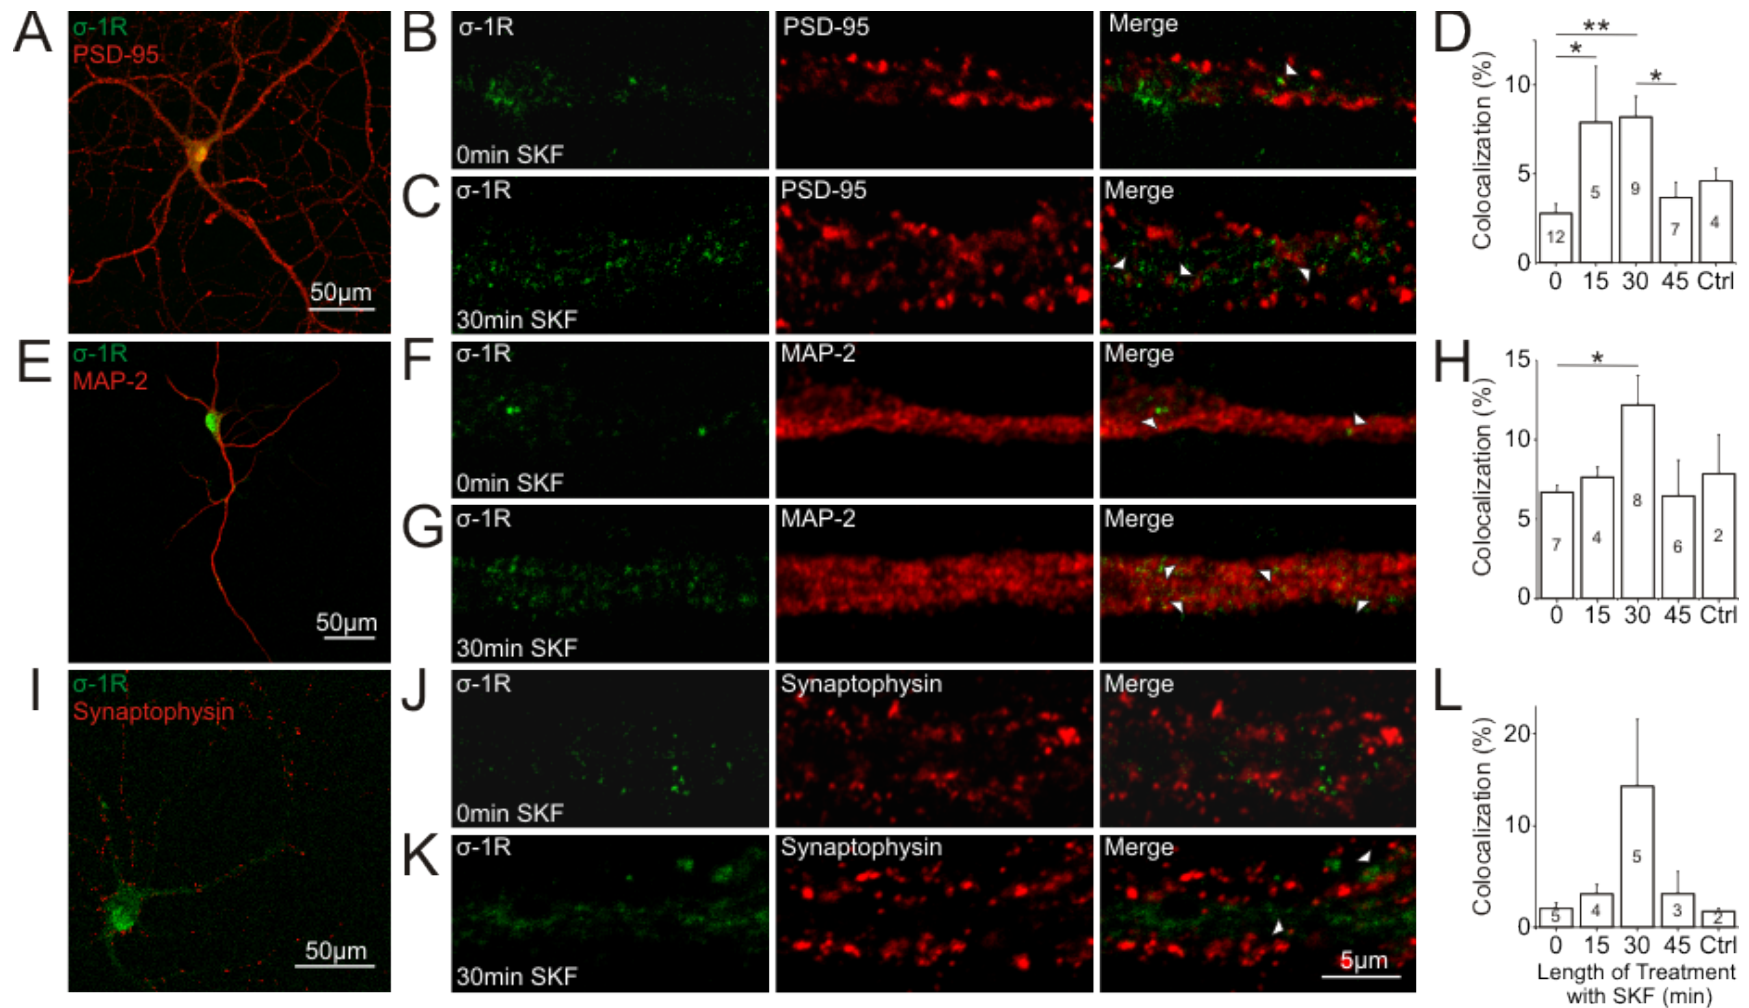 A
σ-1R
PSD-95
50µm
B
σ-1R
0min SKF
PSD-95
Merge
C
σ-1R
30min SKF
PSD-95
Merge
D
Colocalization (%)
**
*
*
10
5
0
12
5
9
7
4
0 15 30 45 Ctrl
E
σ-1R
MAP-2
50µm
F
σ-1R
0min SKF
MAP-2
Merge
G
σ-1R
30min SKF
MAP-2
Merge
H
Colocalization (%)
*
15
10
5
0
7
4
8
6
2
0 15 30 45 Ctrl
I
σ-1R
Synaptophysin
50µm
J
σ-1R
0min SKF
Synaptophysin
Merge
K
σ-1R
30min SKF
Synaptophysin
Merge
5µm
L
Colocalization (%)
20
10
0
5
4
5
3
2
0 15 30 45 Ctrl
Length of Treatment
with SKF (min)